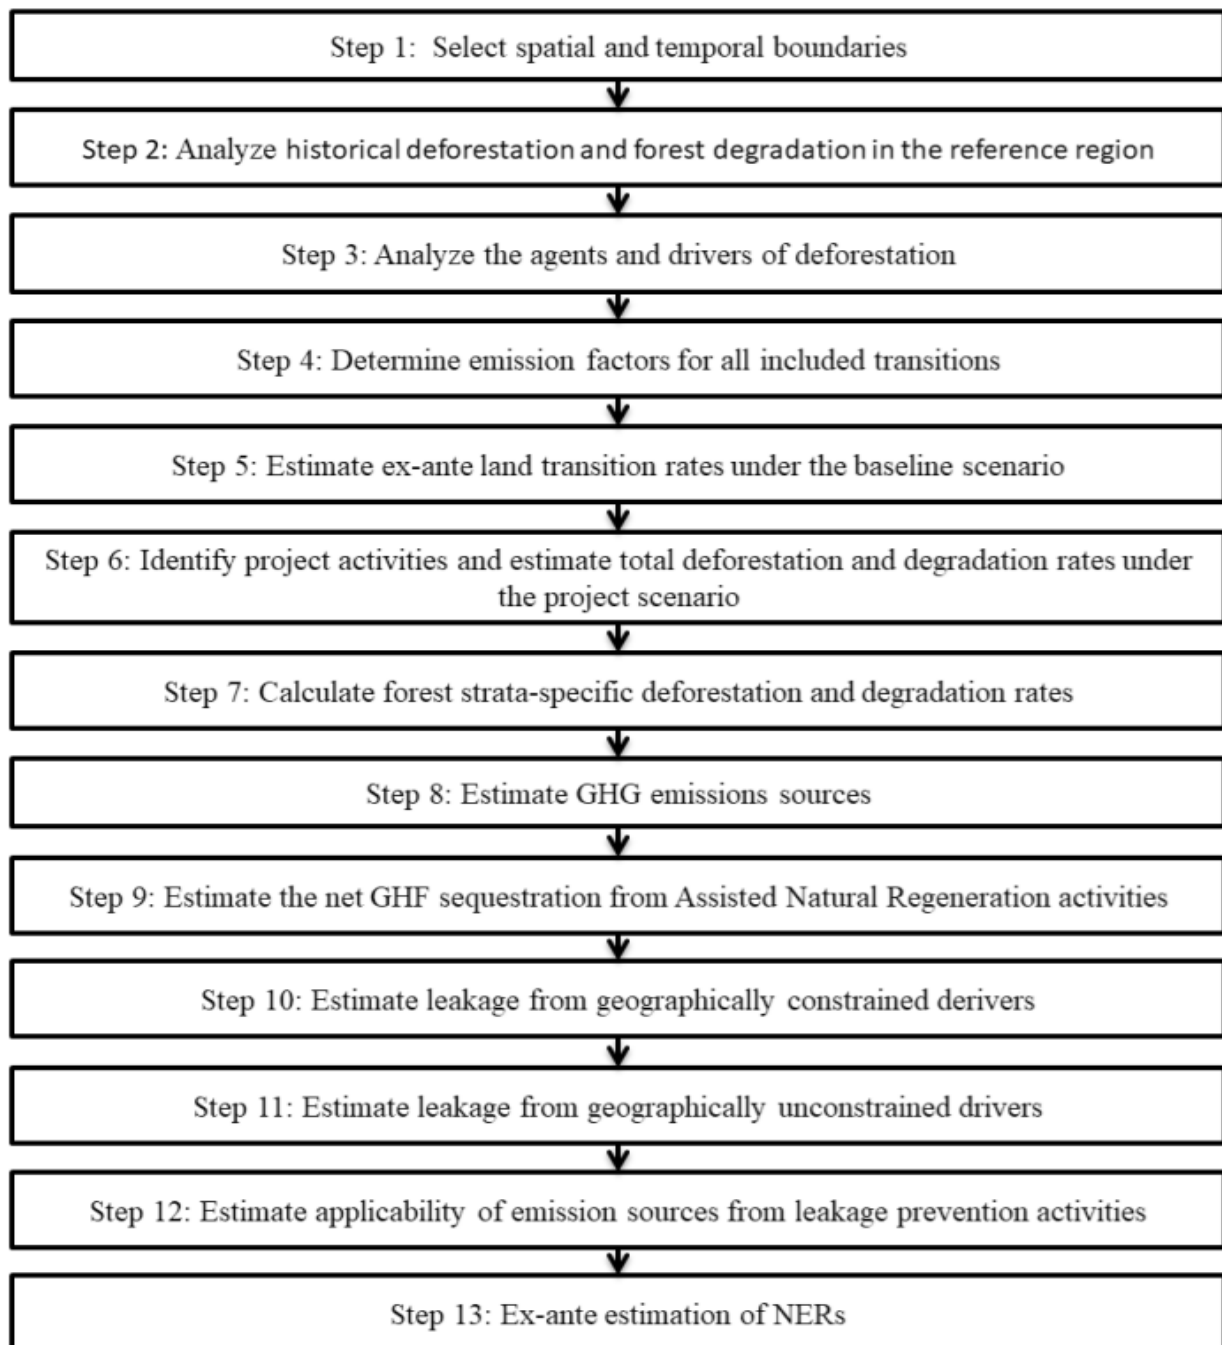 Step 1: Select spatial and temporal boundaries
Step 2: Analyze historical deforestation and forest degradation in the reference region
Step 3: Analyze the agents and drivers of deforestation
Step 4: Determine emission factors for all included transitions
Step 5: Estimate ex-ante land transition rates under the baseline scenario
Step 6: Identify project activities and estimate total deforestation and degradation rates under
the project scenario
Step 7: Calculate forest strata-specific deforestation and degradation rates
Step 8: Estimate GHG emissions sources
Step 9: Estimate the net GHF sequestration from Assisted Natural Regeneration activities
Step 10: Estimate leakage from geographically constrained derivers
Step 11: Estimate leakage from geographically unconstrained drivers
Step 12: Estimate applicability of emission sources from leakage prevention activities
Step 13: Ex-ante estimation of NERs